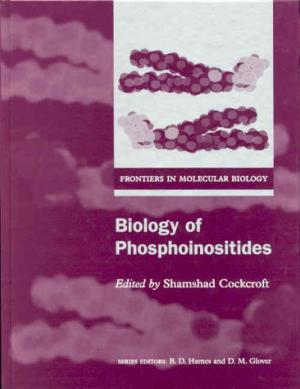 FRONTIERS IN MOLECULAR BIOLOGY
Biology of
Phosphoinositides
Edited by Shamshad Cockcroft
SERIES EDITORS: B. D. Hames and D. M. Glover